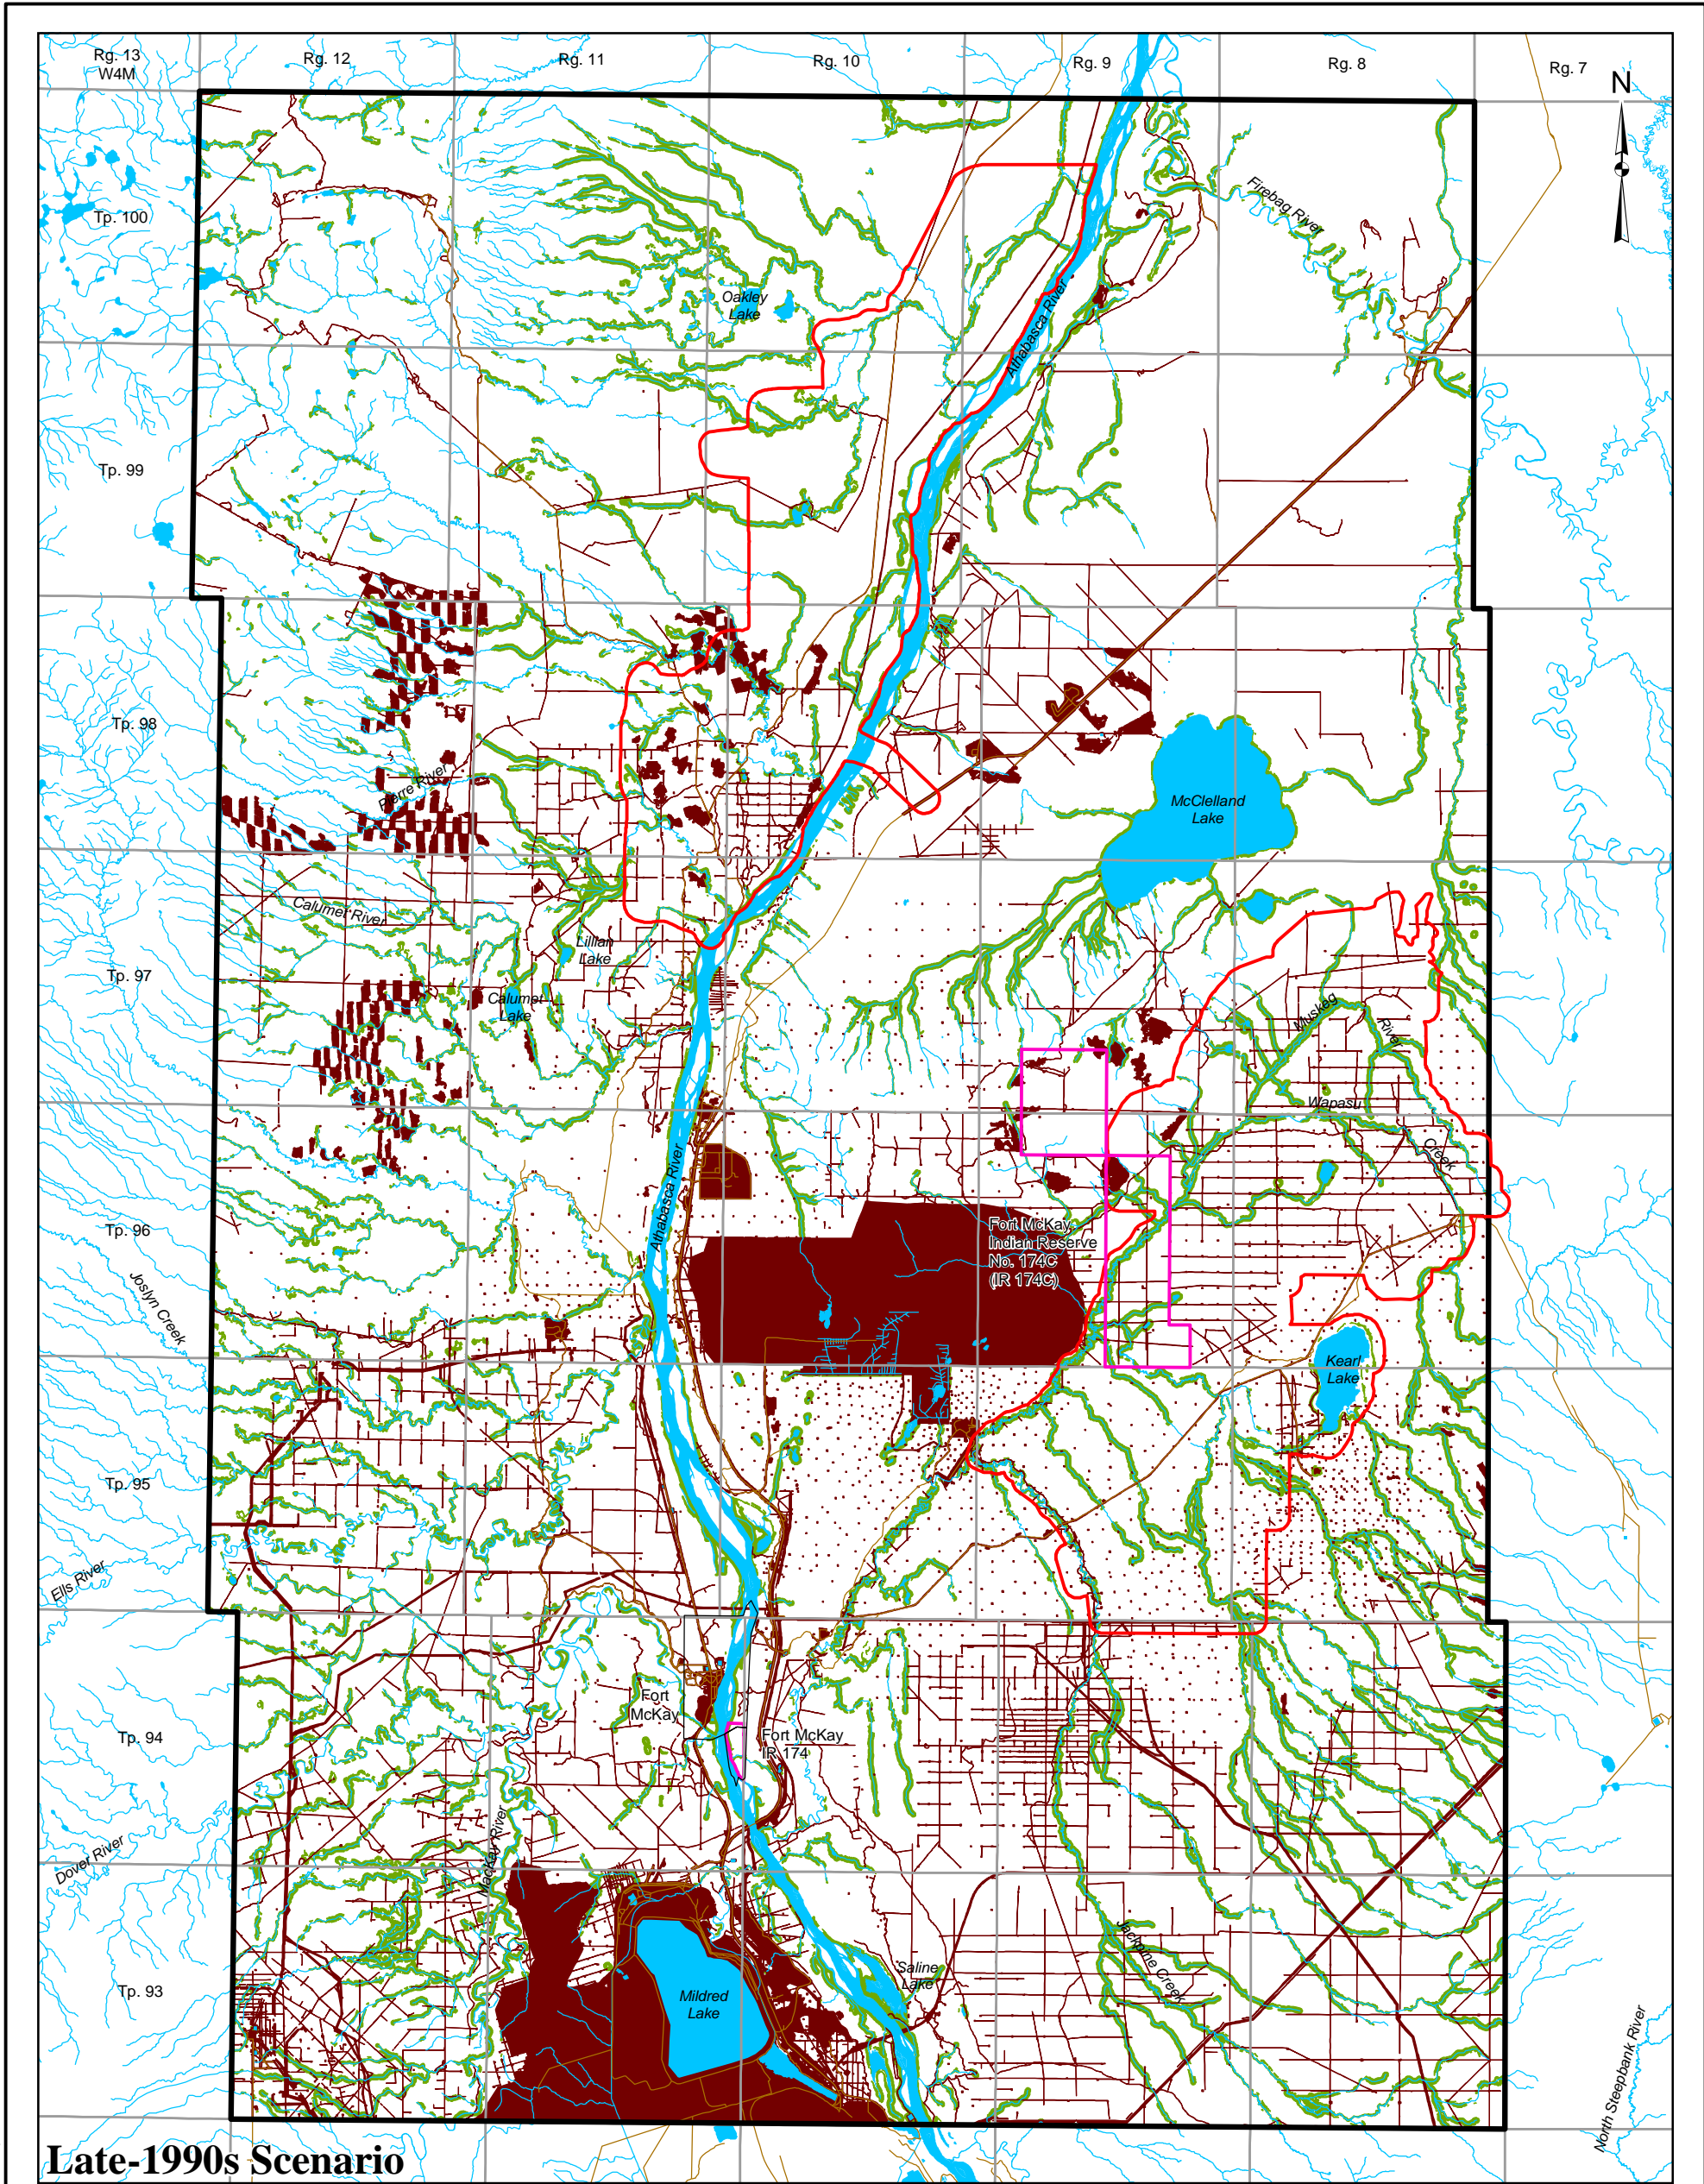 Rg. 13
W4M
Rg. 12
Rg. 11
Rg. 10
Rg. 9
Rg. 8
Rg. 7
N
Tp. 100
Firebag River
Oakley
Lake
Athabasca River
Tp. 99
Tp. 98
Pierre River
McClelland
Lake
Calumet River
Lillian
Lake
Tp. 97
Calumet
Lake
Muskeg
River
Wapasu
Creek
Athabasca River
Tp. 96
Fort McKay
Indian Reserve
No. 174C
(IR 174C)
Joslyn Creek
Kearl
Lake
Tp. 95
Ells River
Fort
McKay
Fort McKay
IR 174
Tp. 94
Dover River
MacKay River
Jackpine Creek
Saline
Lake
Tp. 93
Mildred
Lake
North Steepbank River
Late-1990s Scenario